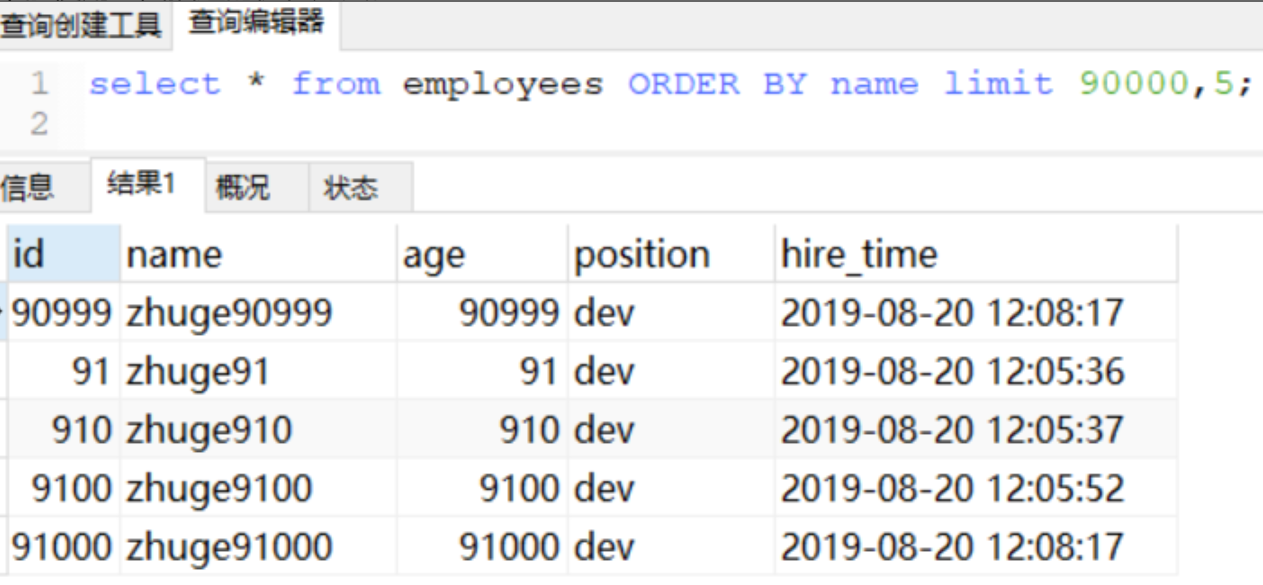 查询创建工具 查询编辑器
1 select * from employees ORDER BY name limit 90000,5;
2
信息 结果1 概况 状态
id name age position hire_time
90999 zhuge90999 90999 dev 2019-08-20 12:08:17
91 zhuge91 91 dev 2019-08-20 12:05:36
910 zhuge910 910 dev 2019-08-20 12:05:37
9100 zhuge9100 9100 dev 2019-08-20 12:05:52
91000 zhuge91000 91000 dev 2019-08-20 12:08:17